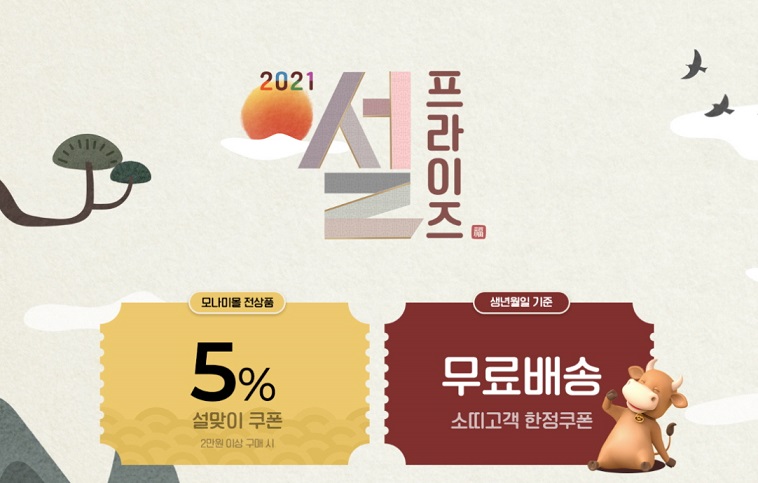 2021
설
프라이즈
모나미몰 전상품
5%
설맞이 쿠폰
2만원 이상 구매 시
생년월일 기준
무료배송
소띠고객 한정쿠폰